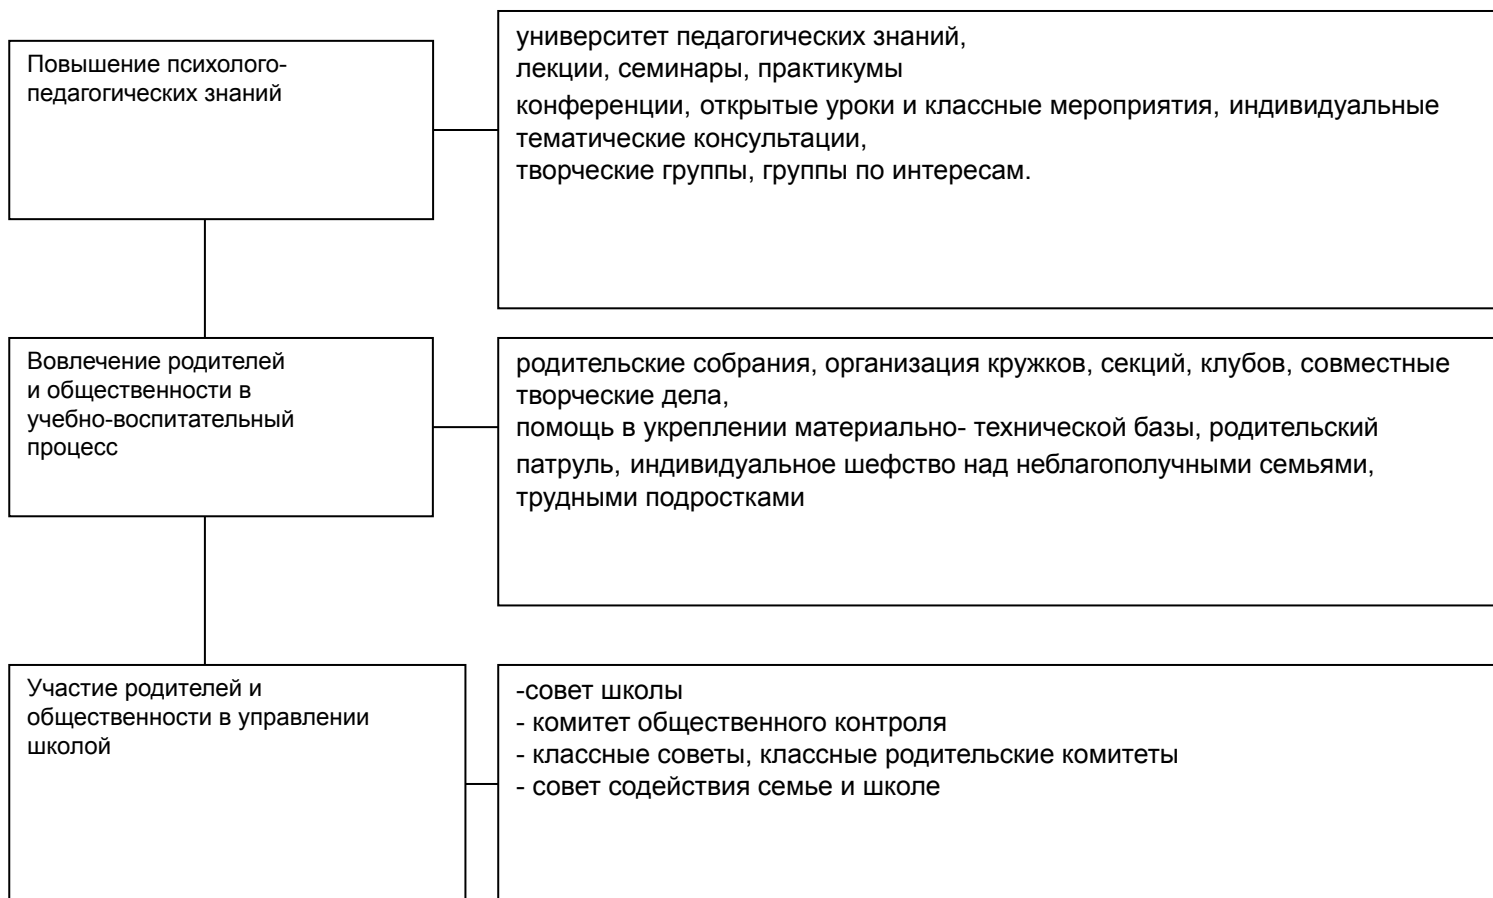 Повышение психолого-
педагогических знаний
университет педагогических знаний,
лекции, семинары, практикумы
конференции, открытые уроки и классные мероприятия, индивидуальные
тематические консультации,
творческие группы, группы по интересам.
Вовлечение родителей
и общественности в
учебно-воспитательный
процесс
родительские собрания, организация кружков, секций, клубов, совместные
творческие дела,
помощь в укреплении материально- технической базы, родительский
патруль, индивидуальное шефство над неблагополучными семьями,
трудными подростками
Участие родителей и
общественности в управлении
школой
-совет школы
- комитет общественного контроля
- классные советы, классные родительские комитеты
- совет содействия семье и школе